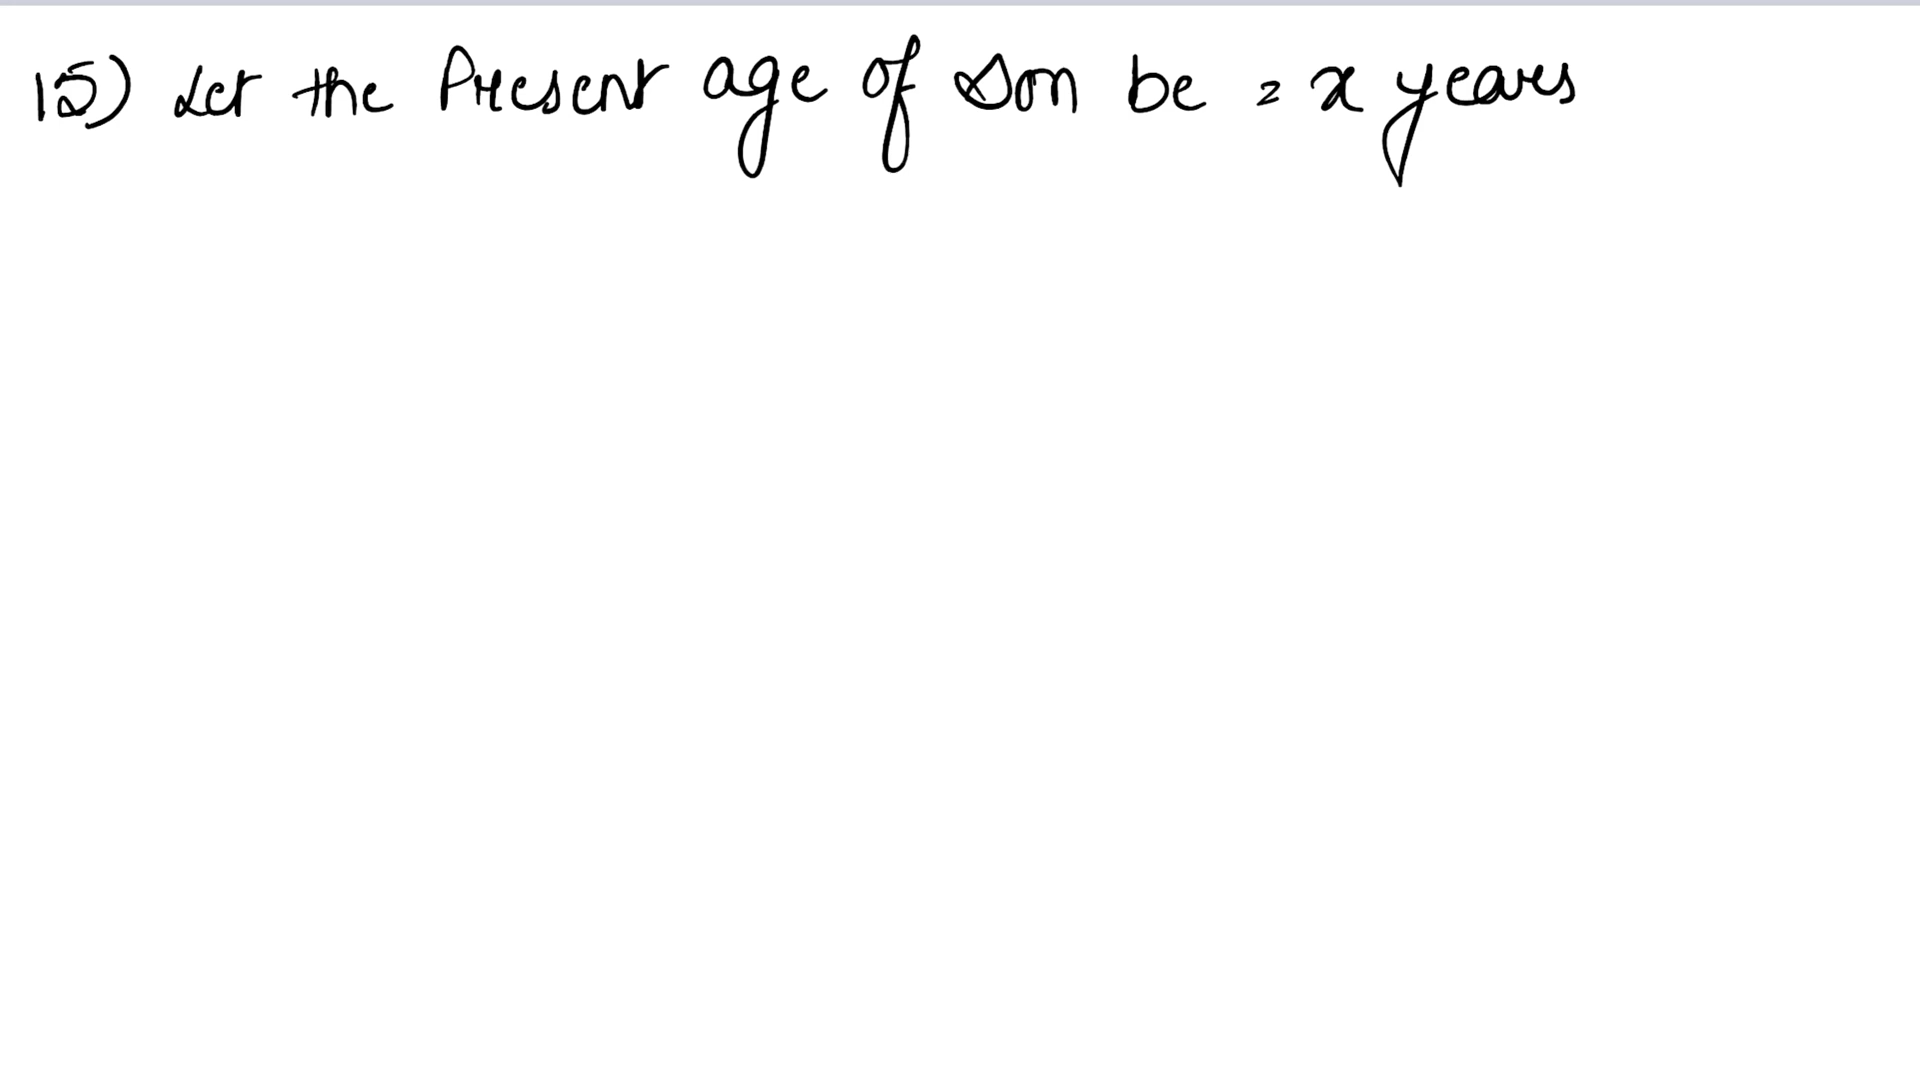 15) Let the Present age of Son be = x years